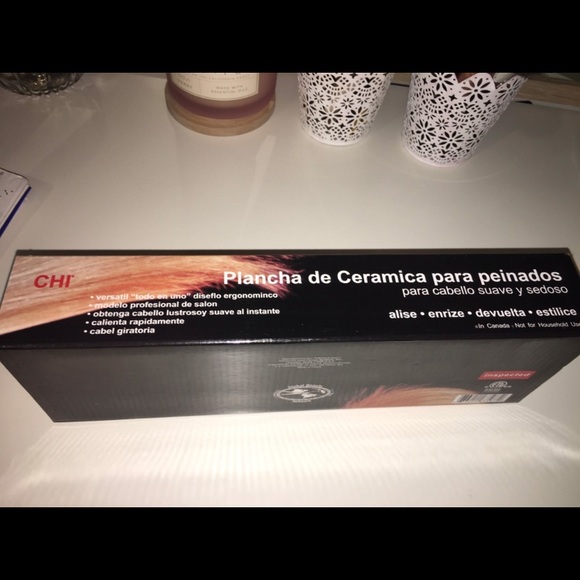 CHI
Plancha de Ceramica para peinados
para cabello suave y sedoso
• versatil "todo en uno" diseflo ergonominco
• modelo profesional de salon
• obtenga cabello lustrosoy suave al instante
• calienta rapidamente
• cabel giratoria
alise • enrize • devuelta • estilice
In Canada - Not for Household Use
inspected